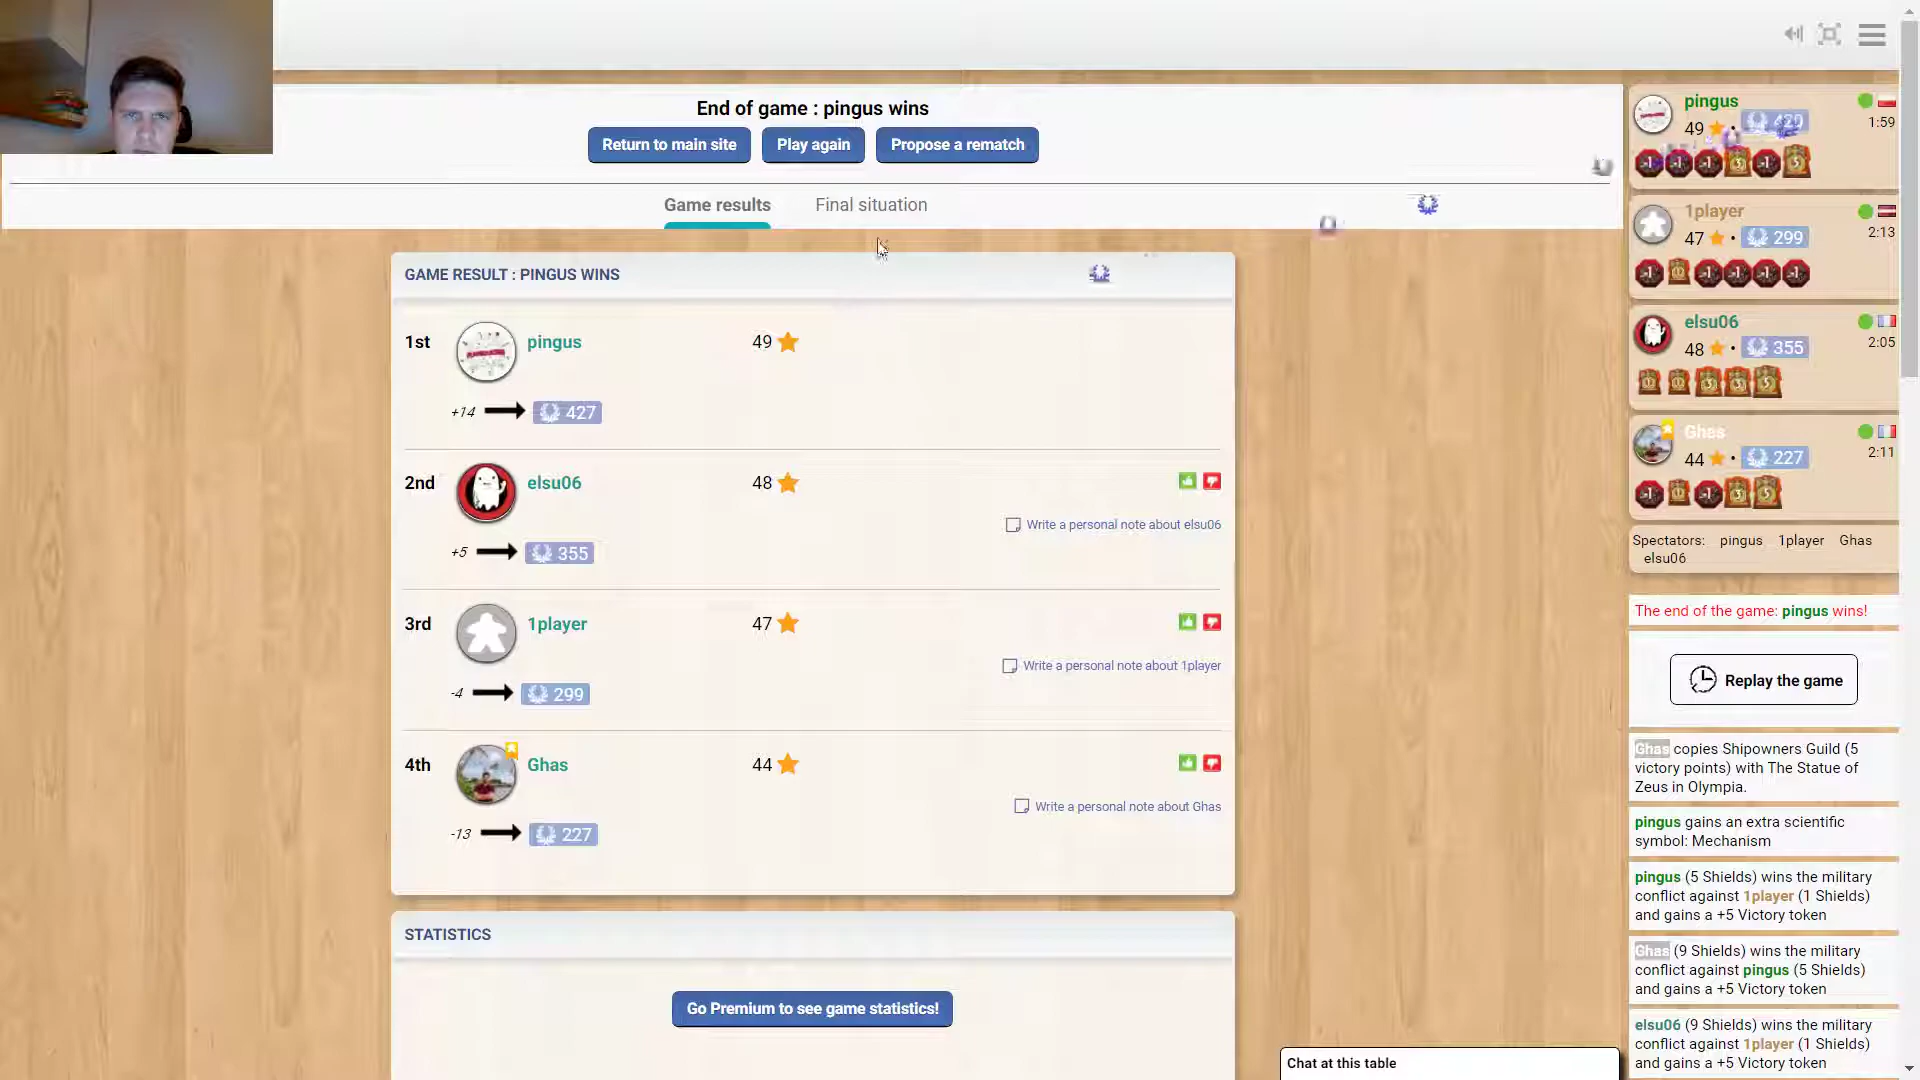 End of game : pingus wins
Return to main site
Play again
Propose a rematch
Game results
Final situation
GAME RESULT : PINGUS WINS
1st
pingus
49
+14
427
2nd
elsu06
48
Write a personal note about elsu06
+5
355
3rd
1player
47
Write a personal note about 1player
-4
299
4th
Ghas
44
Write a personal note about Ghas
-13
227
STATISTICS
Go Premium to see game statistics!
pingus
1:59
49
1player
2:13
47 • 299
elsu06
2:05
48 • 355
Ghas
2:11
44 • 227
Spectators: pingus 1player Ghas
elsu06
The end of the game: pingus wins!
Replay the game
Ghas copies Shipowners Guild (5
victory points) with The Statue of
Zeus in Olympia.
pingus gains an extra scientific
symbol: Mechanism
pingus (5 Shields) wins the military
conflict against 1player (1 Shields)
and gains a +5 Victory token
Ghas (9 Shields) wins the military
conflict against pingus (5 Shields)
and gains a +5 Victory token
elsu06 (9 Shields) wins the military
conflict against 1player (1 Shields)
and gains a +5 Victory token
Chat at this table